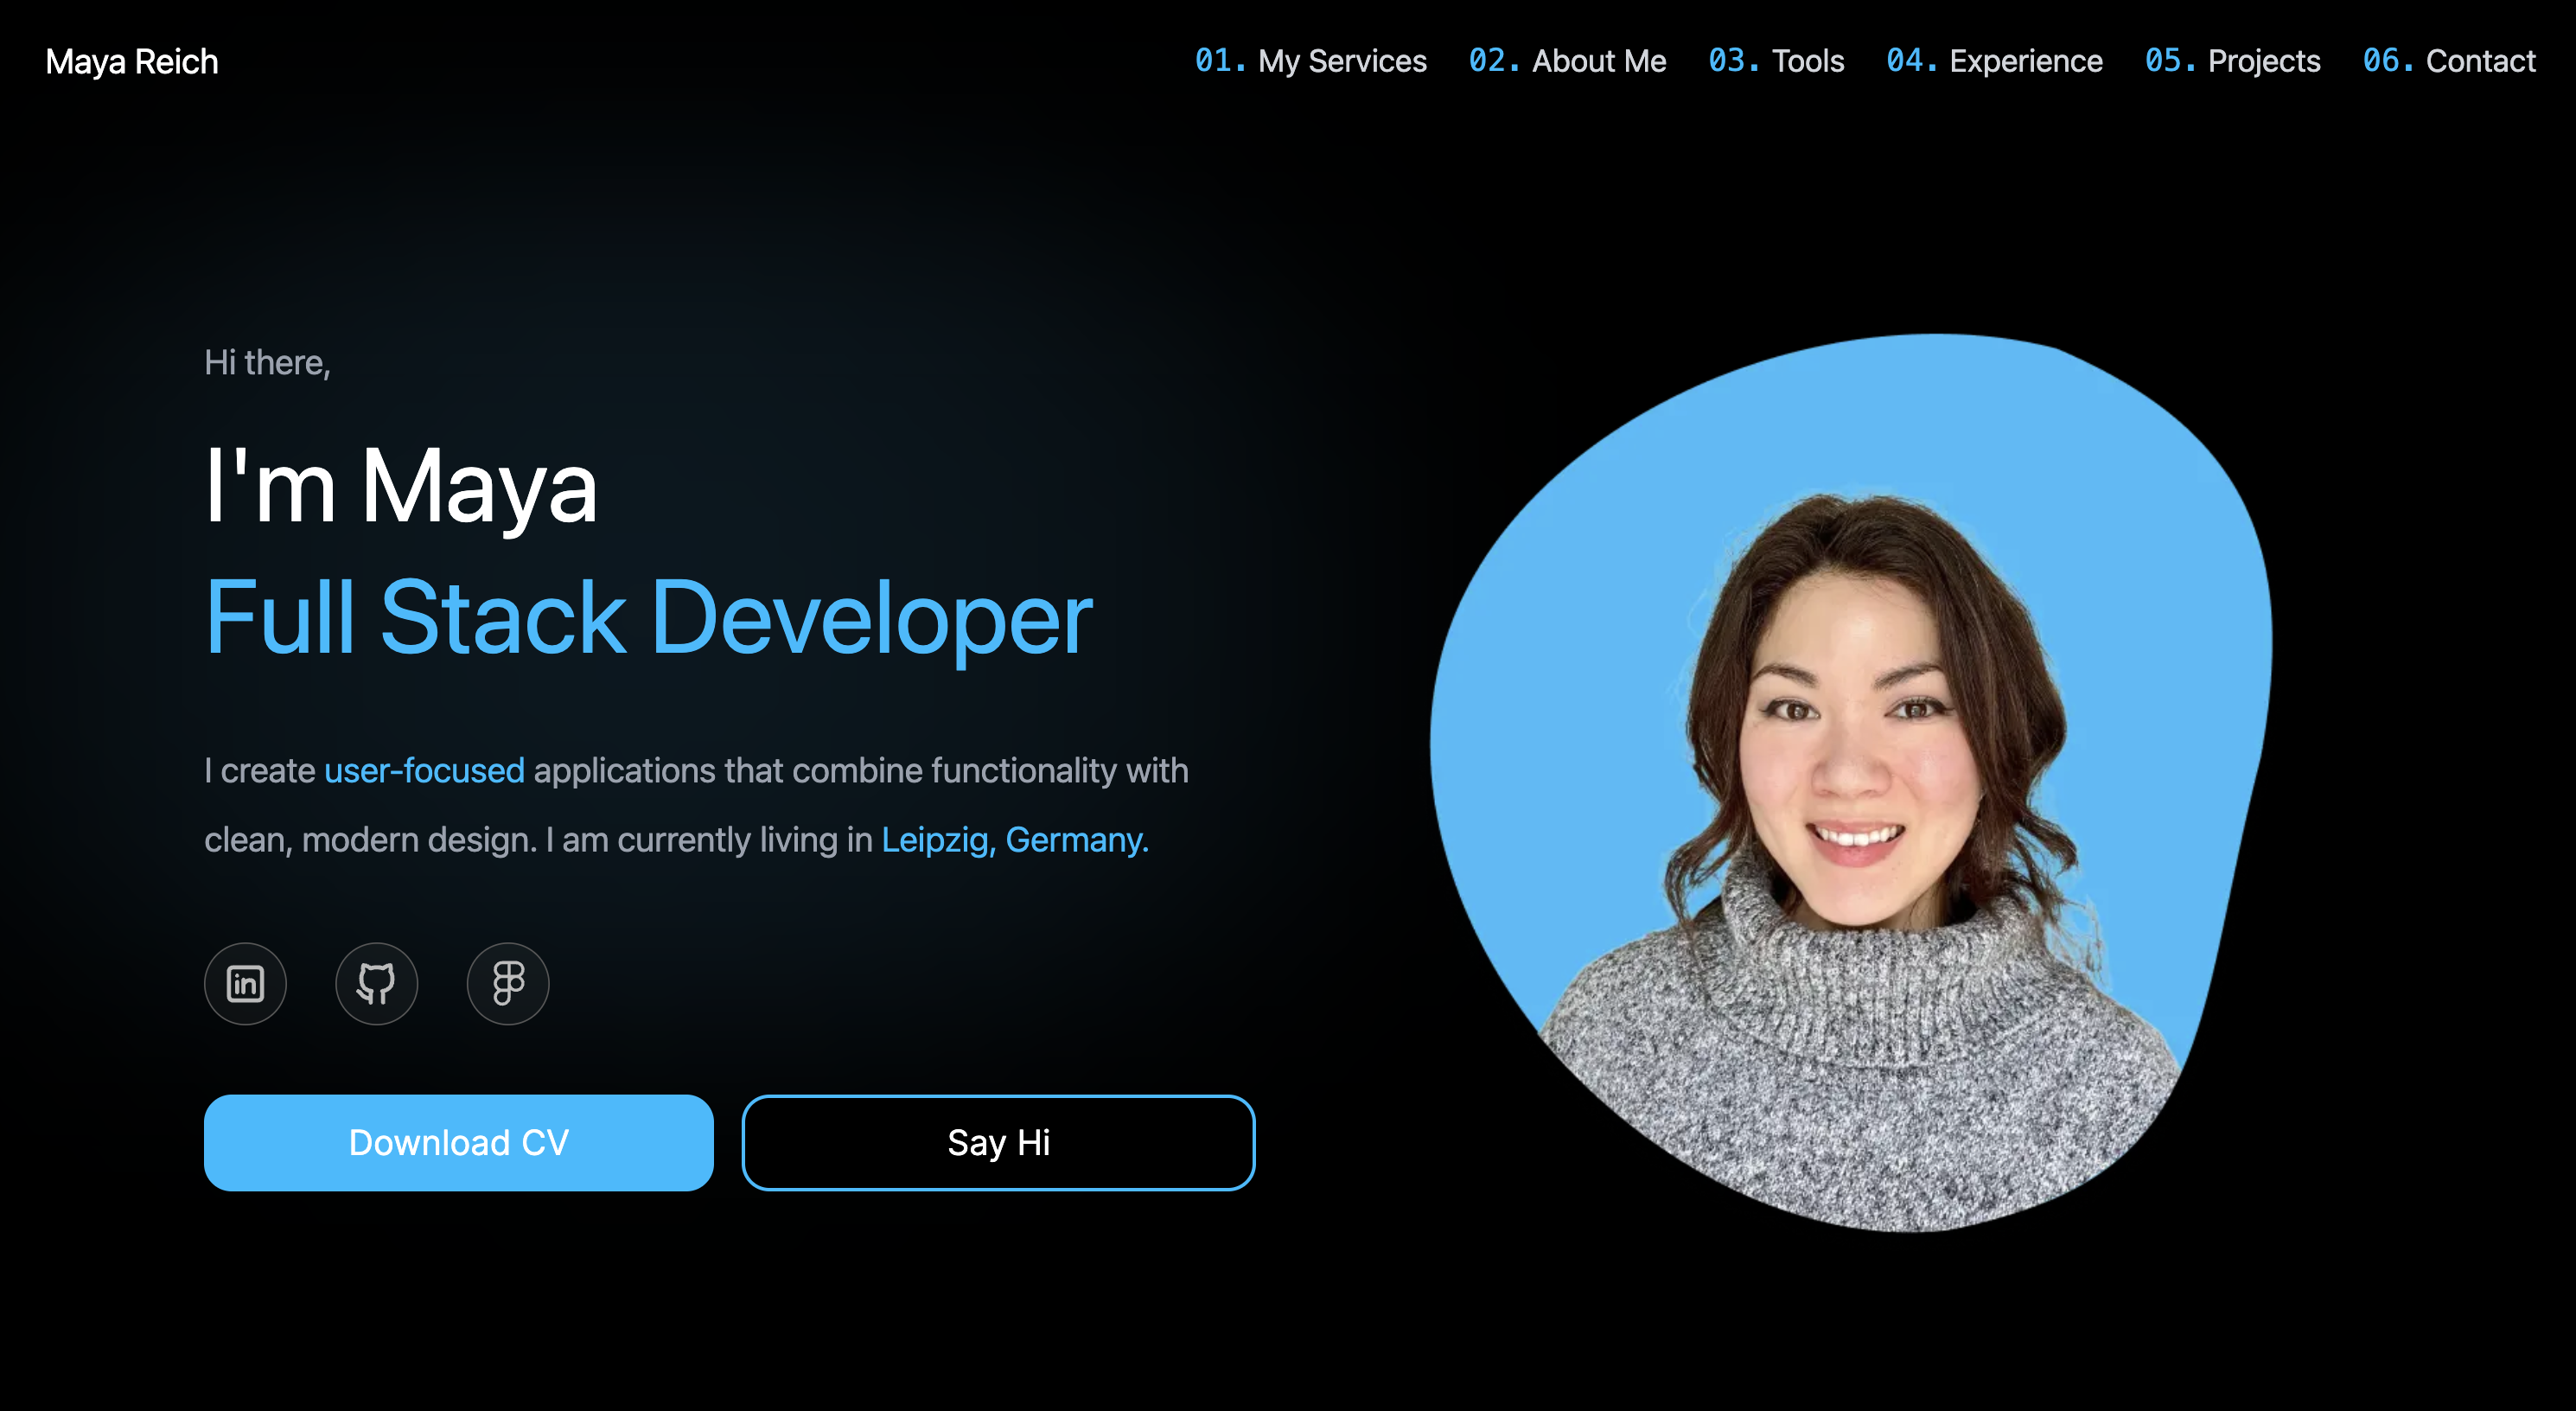 Maya Reich
01. My Services 02. About Me 03. Tools 04. Experience 05. Projects 06. Contact
Hi there,
I'm Maya
Full Stack Developer
I create user-focused applications that combine functionality with
clean, modern design. I am currently living in Leipzig, Germany.
in
Download CV Say Hi